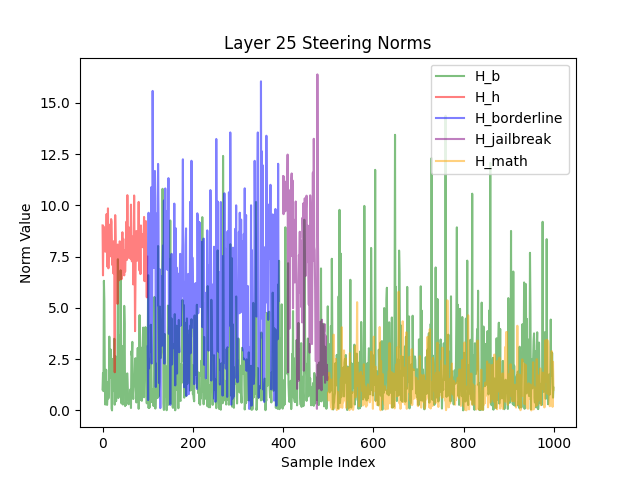 Layer 25 Steering Norms
H_b
H_h
H_borderline
H_jailbreak
H_math
Norm Value
15.0
12.5
10.0
7.5
5.0
2.5
0.0
0
200
400
600
800
1000
Sample Index